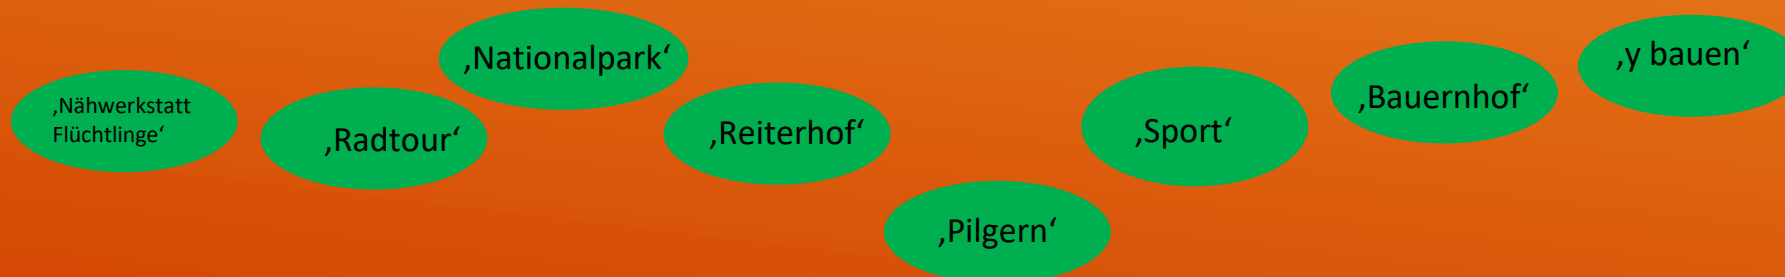 ‚Nähwerkstatt
Flüchtlinge‘
‚Radtour‘
‚Nationalpark‘
‚Reiterhof‘
‚Pilgern‘
‚Sport‘
‚Bauernhof‘
‚y bauen‘